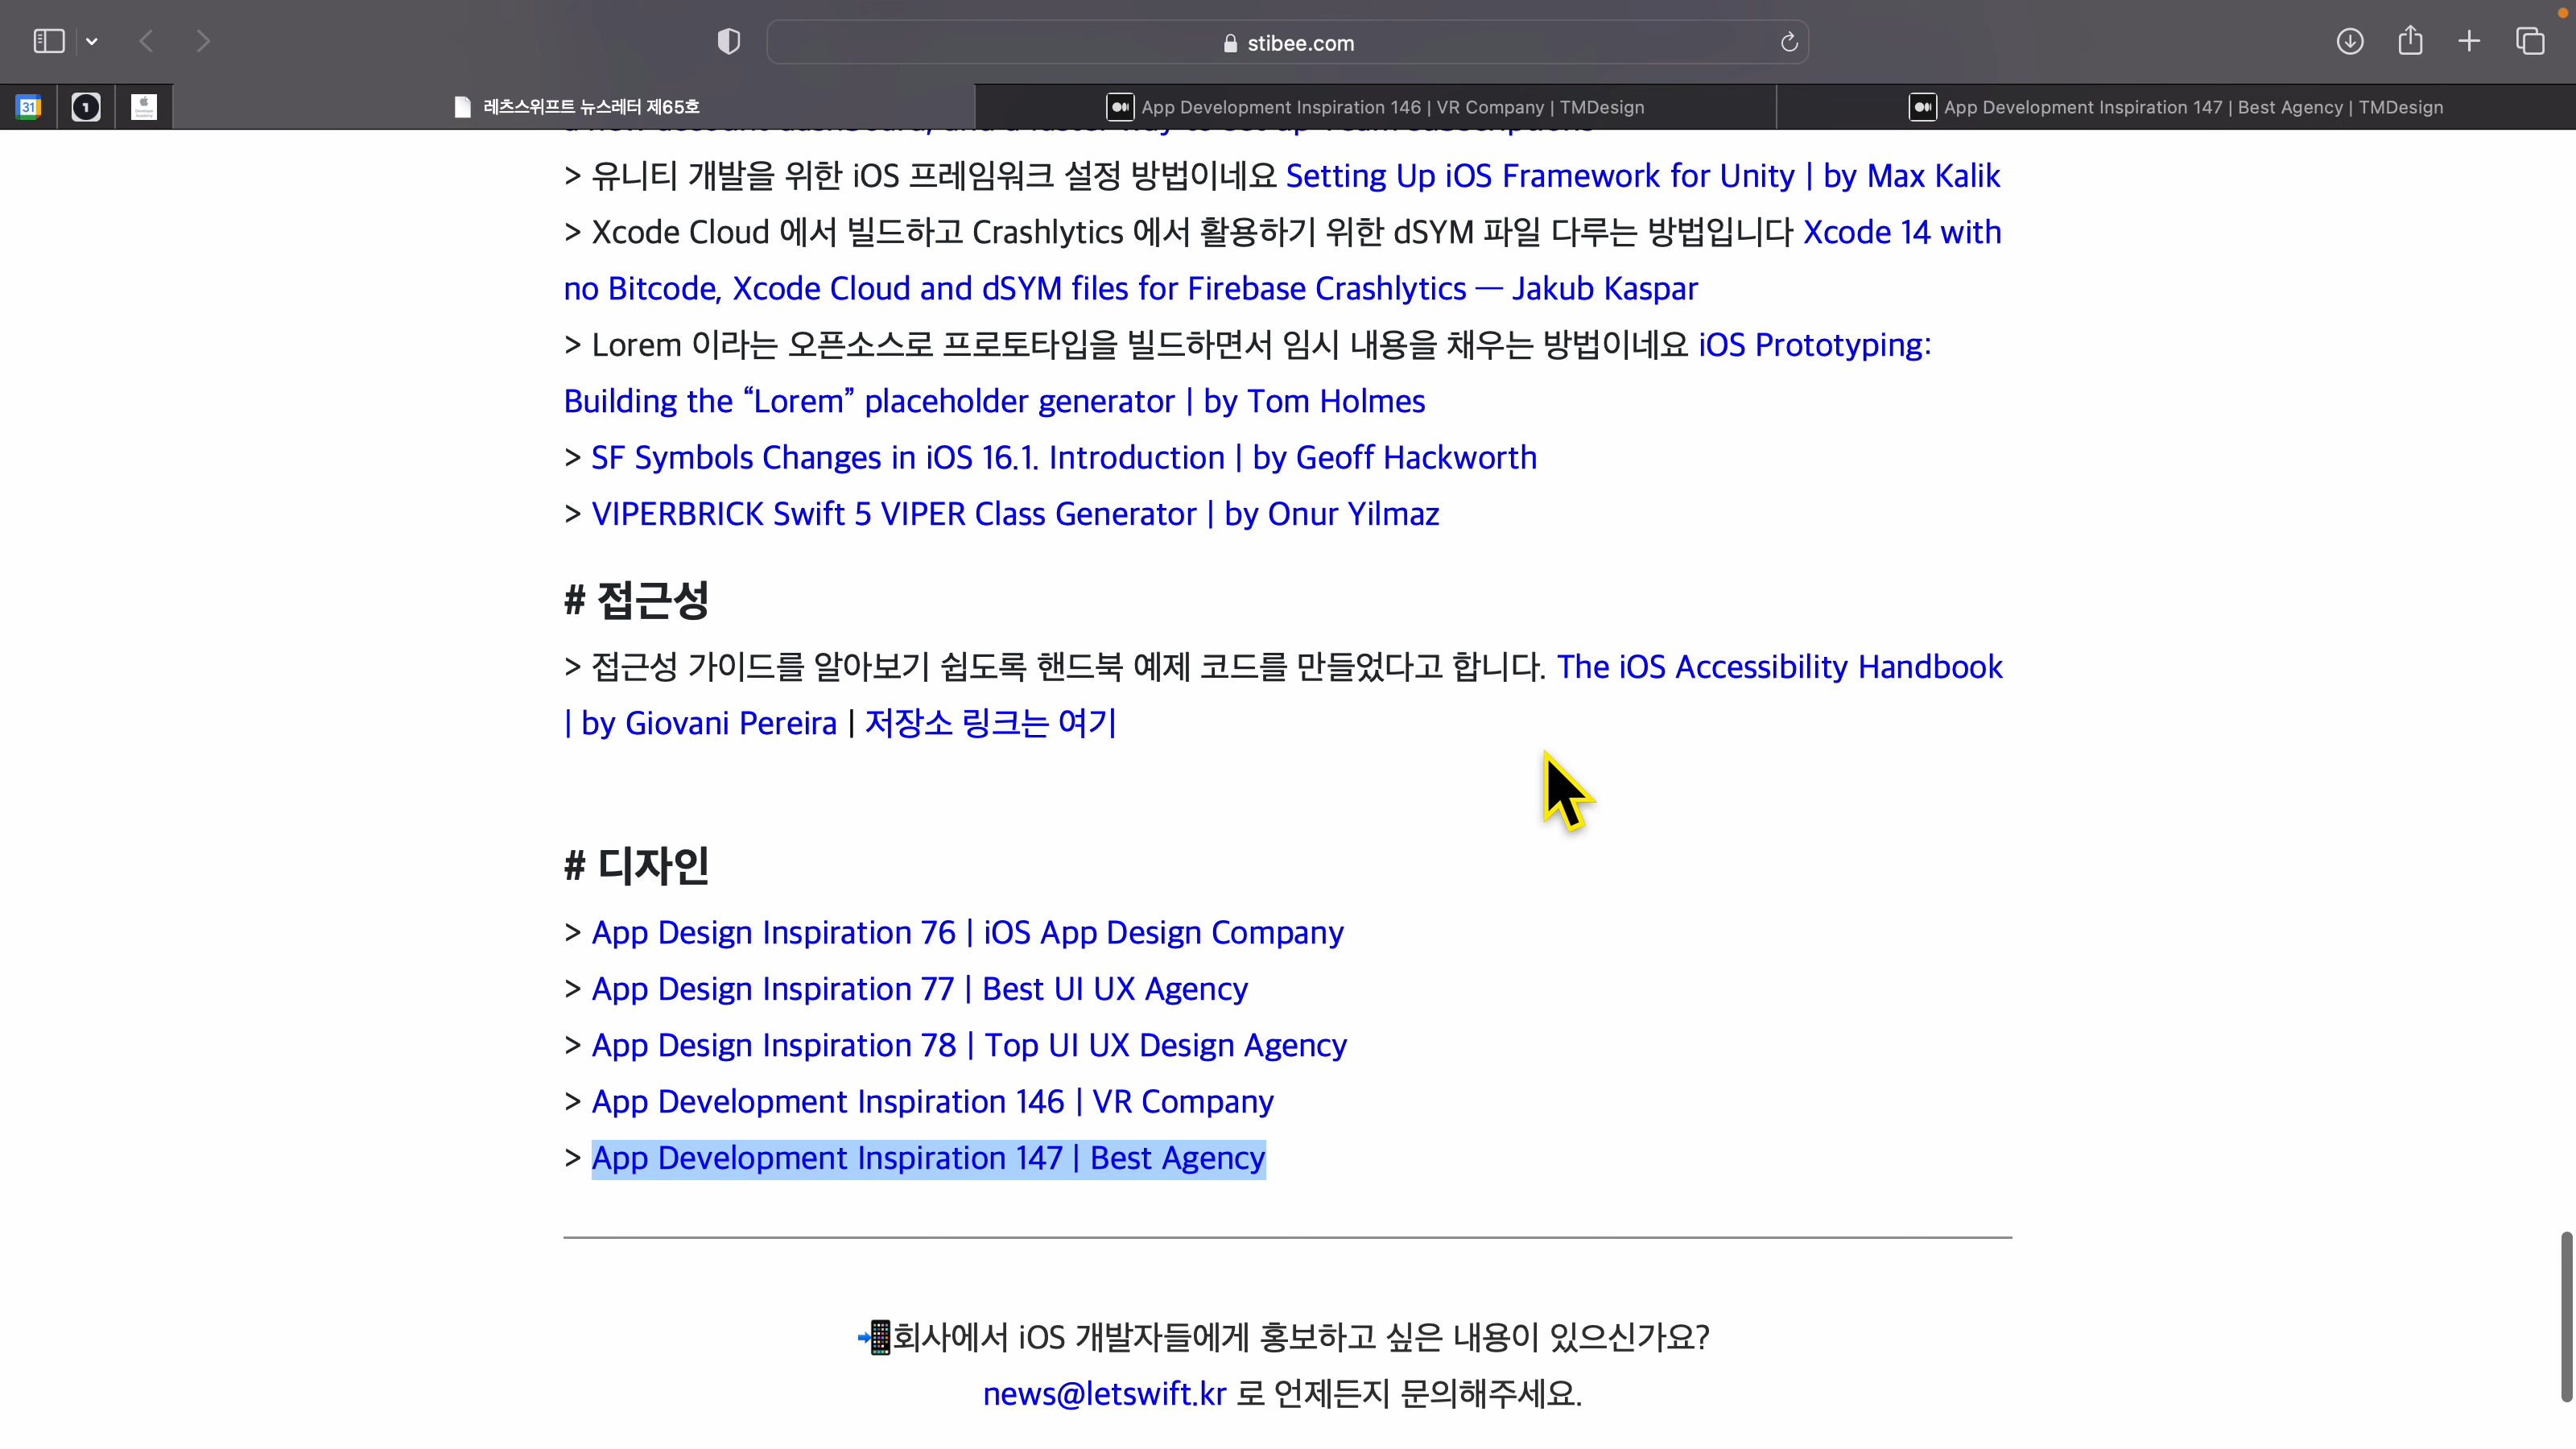 stibee.com
31
1
레츠스위프트 뉴스레터 제65호
App Development Inspiration 146 | VR Company | TMDesign
App Development Inspiration 147 | Best Agency | TMDesign
a new account dashboard, and a faster way to set up Team Subscriptions
> 유니티 개발을 위한 iOS 프레임워크 설정 방법이네요 Setting Up iOS Framework for Unity | by Max Kalik
> Xcode Cloud 에서 빌드하고 Crashlytics 에서 활용하기 위한 dSYM 파일 다루는 방법입니다 Xcode 14 with
no Bitcode, Xcode Cloud and dSYM files for Firebase Crashlytics — Jakub Kaspar
> Lorem 이라는 오픈소스로 프로토타입을 빌드하면서 임시 내용을 채우는 방법이네요 iOS Prototyping:
Building the “Lorem” placeholder generator | by Tom Holmes
> SF Symbols Changes in iOS 16.1. Introduction | by Geoff Hackworth
> VIPERBRICK Swift 5 VIPER Class Generator | by Onur Yilmaz
# 접근성
> 접근성 가이드를 알아보기 쉽도록 핸드북 예제 코드를 만들었다고 합니다. The iOS Accessibility Handbook
| by Giovani Pereira | 저장소 링크는 여기
# 디자인
> App Design Inspiration 76 | iOS App Design Company
> App Design Inspiration 77 | Best UI UX Agency
> App Design Inspiration 78 | Top UI UX Design Agency
> App Development Inspiration 146 | VR Company
> App Development Inspiration 147 | Best Agency
📲회사에서 iOS 개발자들에게 홍보하고 싶은 내용이 있으신가요?
news@letswift.kr 로 언제든지 문의해주세요.